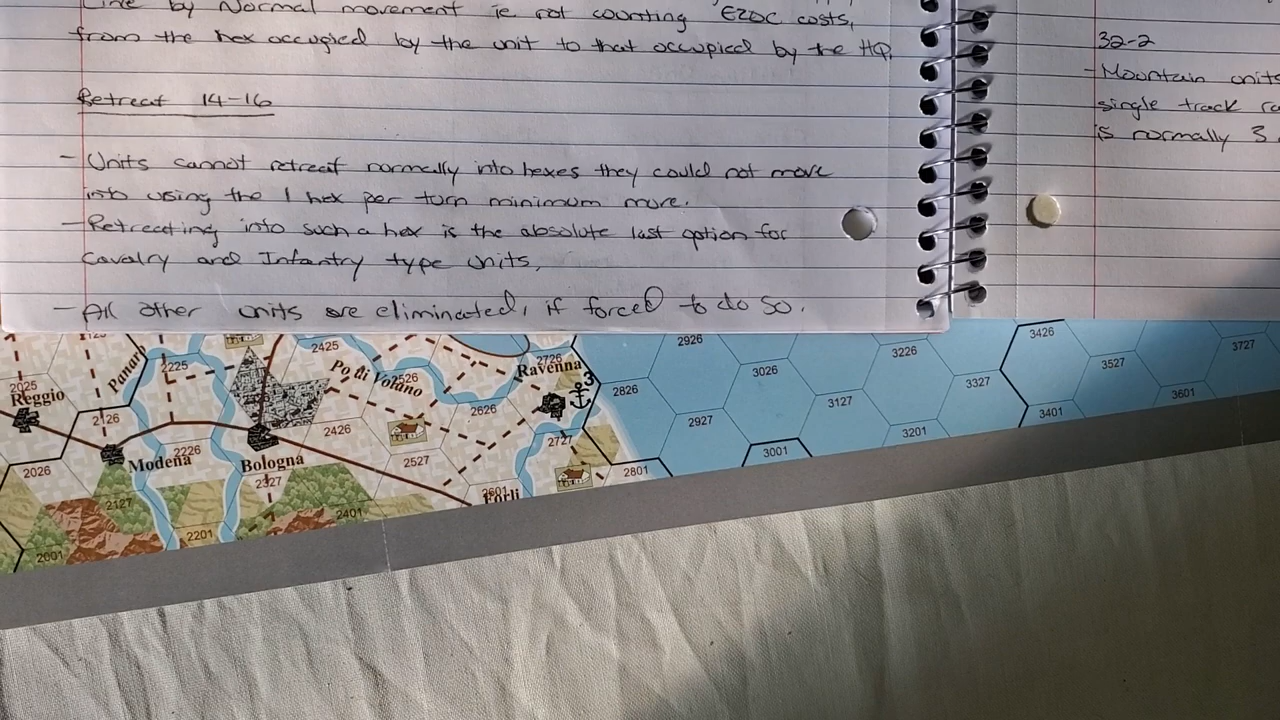 Line by Normal movement ie not counting EZOC costs,
from the hex occupied by the unit to that occupied by the HQ.
Retreat 14-16
- Units cannot retreat normally into hexes they could not move
into using the 1 hex per turn minimum move.
- Retreating into such a hex is the absolute last option for
Cavalry and Infantry type units.
- All other units are eliminated, if forced to do so.
32-2
- Mountain units
single track
is normally 3
2025
Reggio
2026
2001
2126
Panaro
2127
Modena
2225
2226
2201
Bologna
2327
2425
2426
2401
Po di Volano
2526
2527
2601
Forli
2626
Ravenna
2726
3
2727
2801
2826
2926
2927
3001
3026
3127
3226
3201
3327
3426
3401
3527
3601
3727